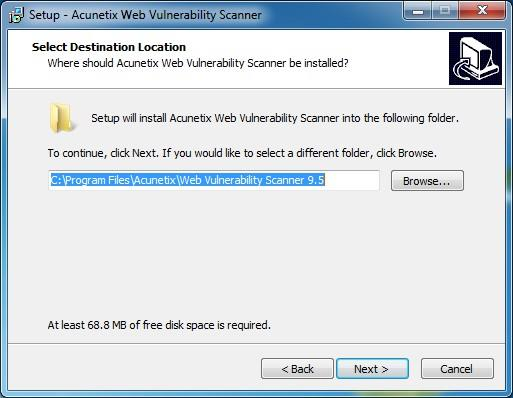 Setup - Acunetix Web Vulnerability Scanner
Select Destination Location
Where should Acunetix Web Vulnerability Scanner be installed?
Setup will install Acunetix Web Vulnerability Scanner into the following folder.
To continue, click Next. If you would like to select a different folder, click Browse.
C:\Program Files\Acunetix\Web Vulnerability Scanner 9.5
Browse...
At least 68.8 MB of free disk space is required.
< Back
Next >
Cancel